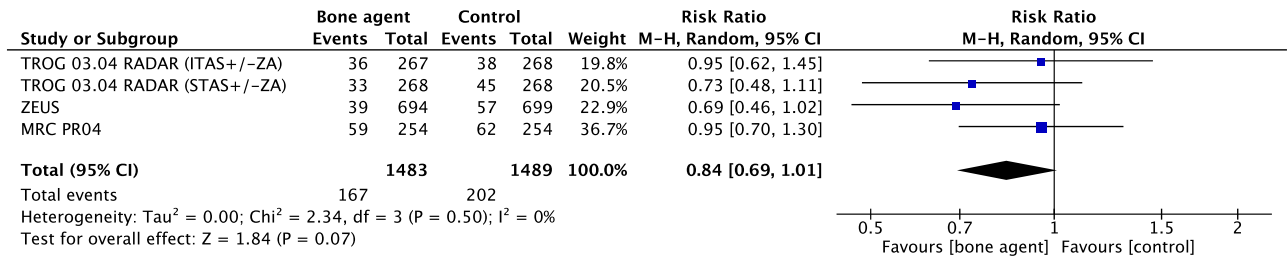 Bone agent Control Risk Ratio Risk Ratio
Study or Subgroup Events Total Events Total Weight M-H, Random, 95% CI M-H, Random, 95% CI
TROG 03.04 RADAR (ITAS+/-ZA) 36 267 38 268 19.8% 0.95 [0.62, 1.45]
TROG 03.04 RADAR (STAS+/-ZA) 33 268 45 268 20.5% 0.73 [0.48, 1.11]
ZEUS 39 694 57 699 22.9% 0.69 [0.46, 1.02]
MRC PR04 59 254 62 254 36.7% 0.95 [0.70, 1.30]
Total (95% CI) 1483 1489 100.0% 0.84 [0.69, 1.01]
Total events 167 202
Heterogeneity: Tau² = 0.00; Chi² = 2.34, df = 3 (P = 0.50); I² = 0%
Test for overall effect: Z = 1.84 (P = 0.07)
0.5 0.7 1 1.5 2
Favours [bone agent] Favours [control]